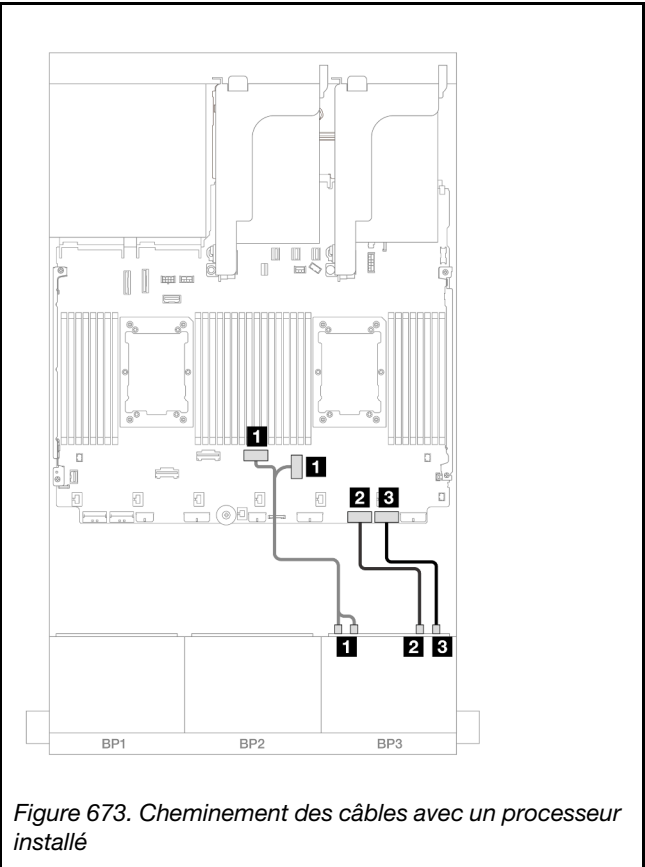 1
1
2 3
1 2 3
BP1 BP2 BP3
Figure 673. Cheminement des câbles avec un processeur
installé